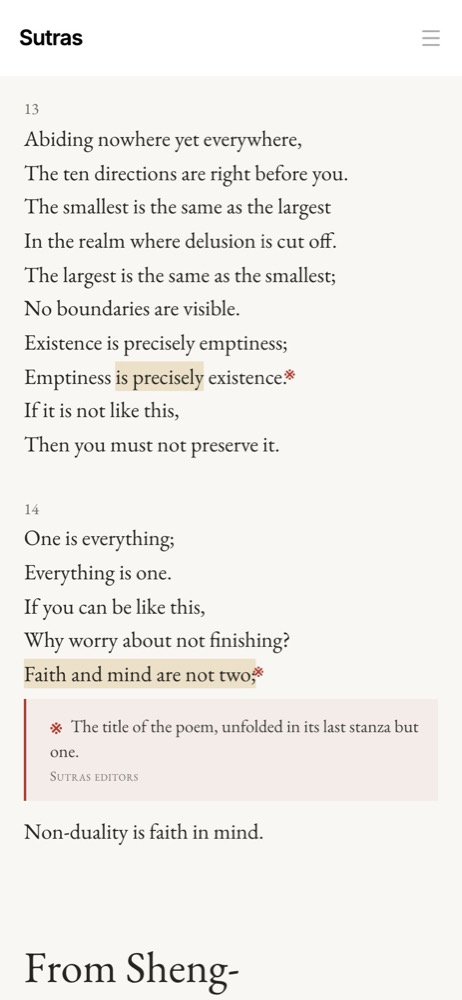 Sutras
13
Abiding nowhere yet everywhere,
The ten directions are right before you.
The smallest is the same as the largest
In the realm where delusion is cut off.
The largest is the same as the smallest;
No boundaries are visible.
Existence is precisely emptiness;
Emptiness is precisely existence.※
If it is not like this,
Then you must not preserve it.
14
One is everything;
Everything is one.
If you can be like this,
Why worry about not finishing?
Faith and mind are not two;※
※ The title of the poem, unfolded in its last stanza but
one.
Sutras editors
Non-duality is faith in mind.
From Sheng-